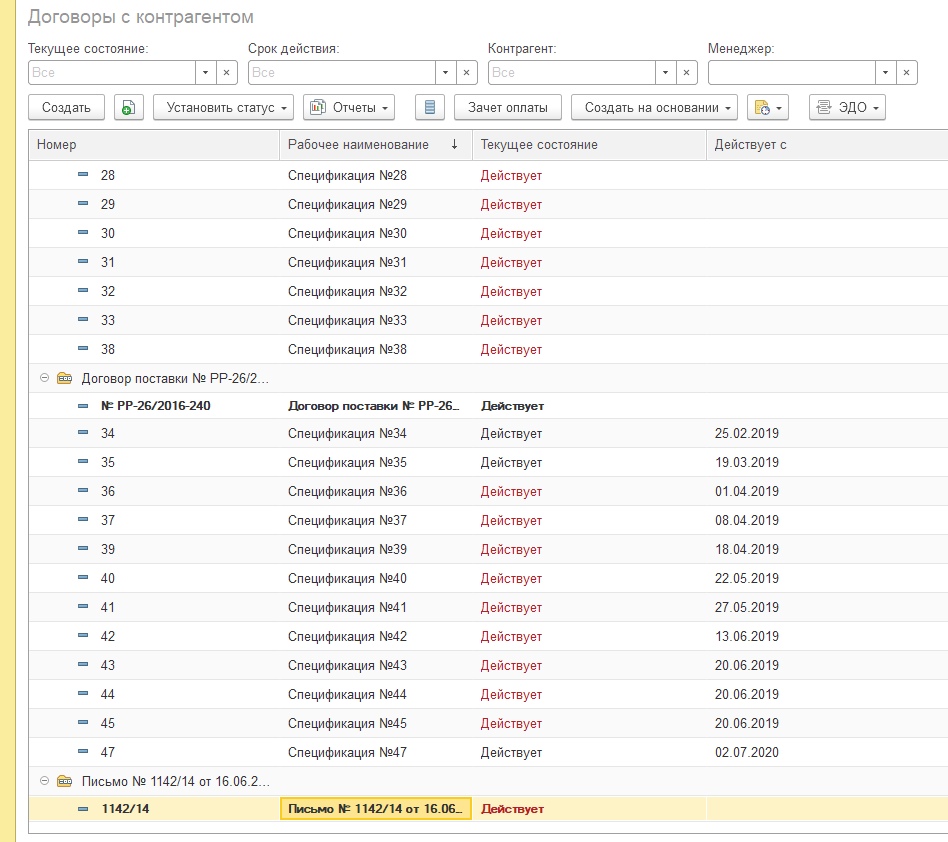 Договоры с контрагентом
Текущее состояние: Срок действия: Контрагент: Менеджер:
Все Все Все
Создать Установить статус Отчеты Зачет оплаты Создать на основании ЭДО
Номер Рабочее наименование ↓ Текущее состояние Действует с
28 Спецификация №28 Действует
29 Спецификация №29 Действует
30 Спецификация №30 Действует
31 Спецификация №31 Действует
32 Спецификация №32 Действует
33 Спецификация №33 Действует
38 Спецификация №38 Действует
Договор поставки № РР-26/2...
№ РР-26/2016-240 Договор поставки № РР-26... Действует
34 Спецификация №34 Действует 25.02.2019
35 Спецификация №35 Действует 19.03.2019
36 Спецификация №36 Действует 01.04.2019
37 Спецификация №37 Действует 08.04.2019
39 Спецификация №39 Действует 18.04.2019
40 Спецификация №40 Действует 22.05.2019
41 Спецификация №41 Действует 27.05.2019
42 Спецификация №42 Действует 13.06.2019
43 Спецификация №43 Действует 20.06.2019
44 Спецификация №44 Действует 20.06.2019
45 Спецификация №45 Действует 20.06.2019
47 Спецификация №47 Действует 02.07.2020
Письмо № 1142/14 от 16.06.2...
1142/14 Письмо № 1142/14 от 16.06... Действует